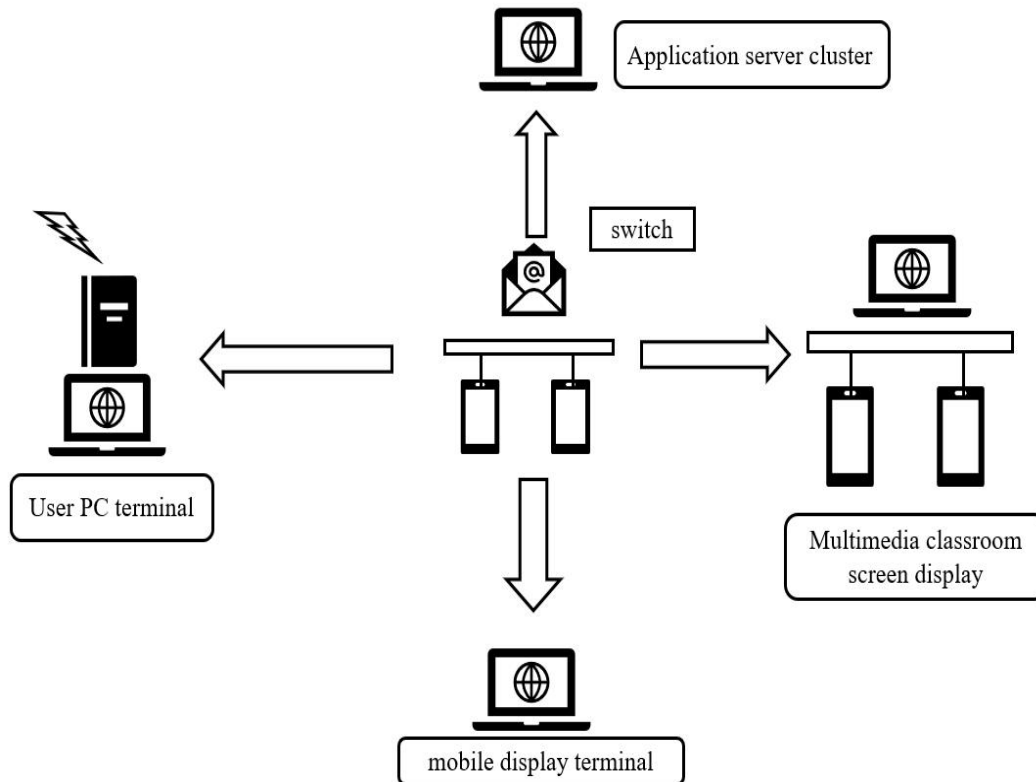 Application server cluster
switch
@
User PC terminal
Multimedia classroom
screen display
mobile display terminal